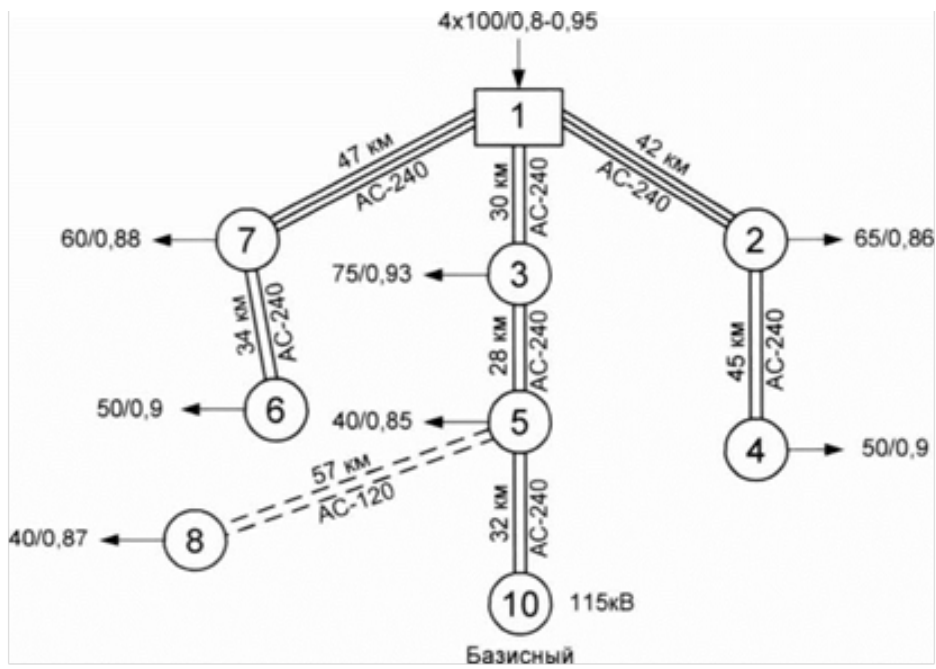 4x100/0,8-0,95
1
47 км
АС-240
42 км
АС-240
30 км
АС-240
60/0,88
7
2
65/0,86
75/0,93
3
34 км
АС-240
28 км
АС-240
45 км
АС-240
50/0,9
6
40/0,85
5
4
50/0,9
57 км
АС-120
32 км
АС-240
40/0,87
8
10
115кВ
Базисный